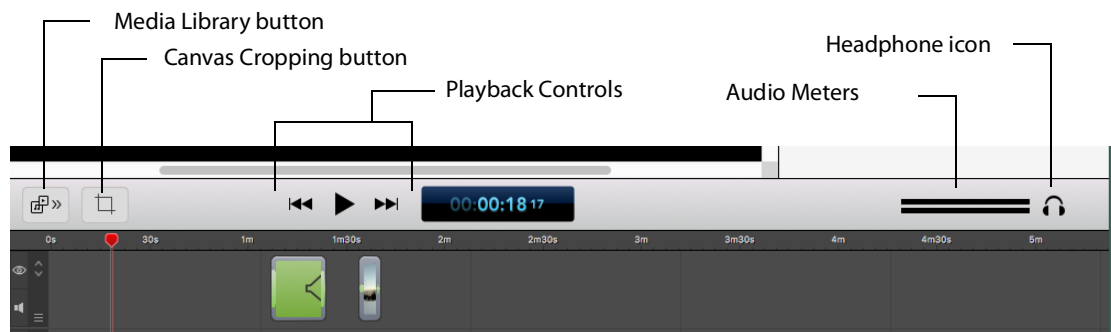 Media Library button
Headphone icon
Canvas Cropping button
Playback Controls
Audio Meters
00:00:18 17
0s 30s 1m 1m30s 2m 2m30s 3m 3m30s 4m 4m30s 5m